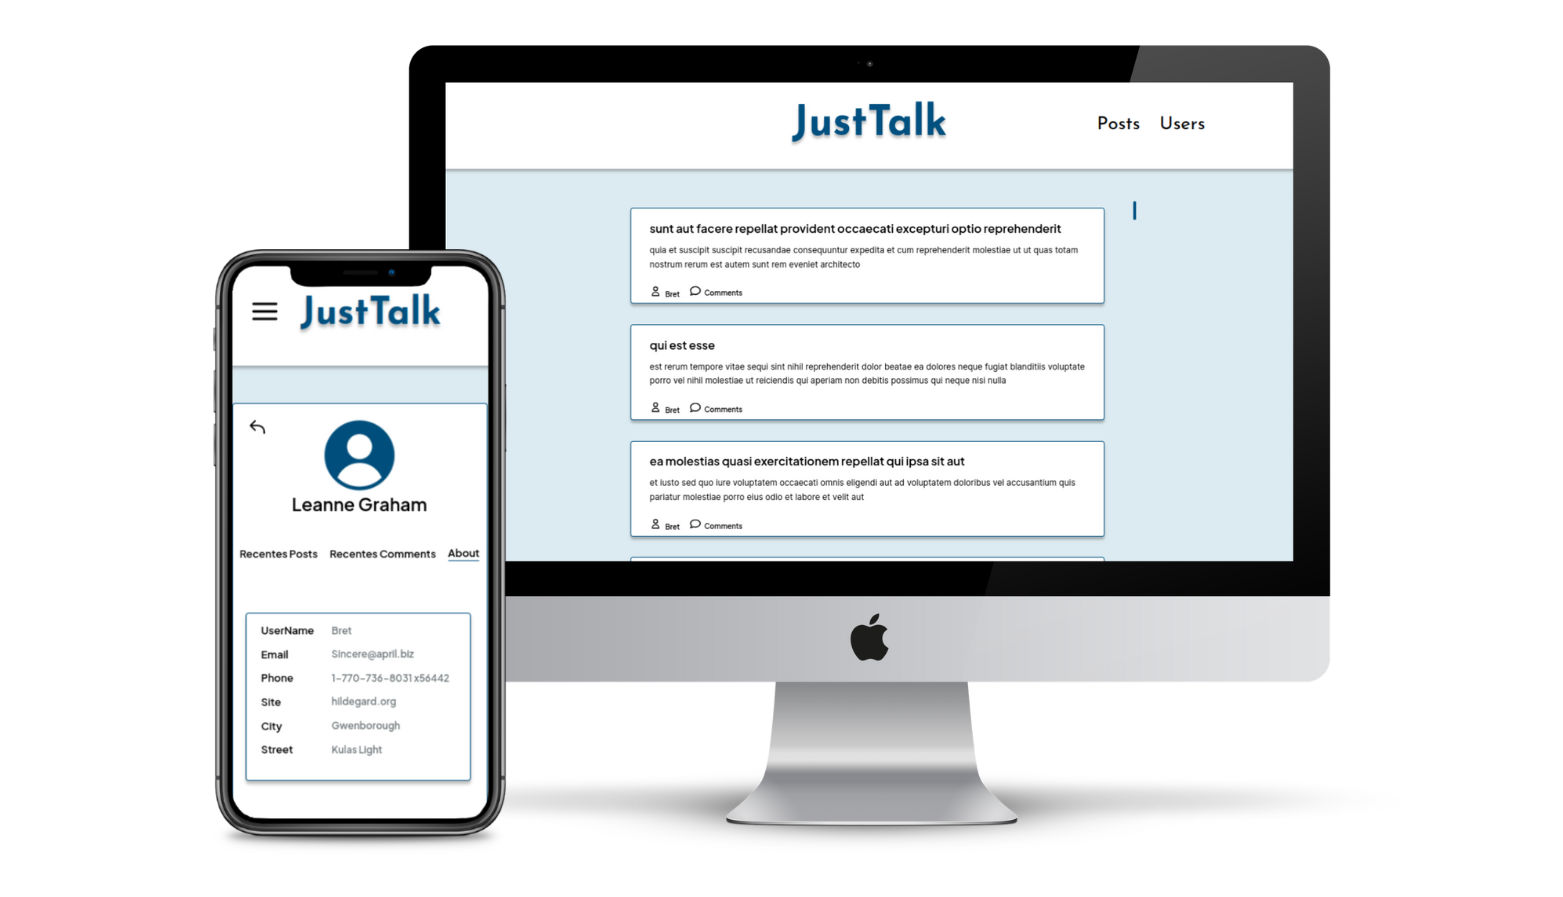 JustTalk
Posts Users
sunt aut facere repellat provident occaecati excepturi optio reprehenderit
quia et suscipit suscipit recusandae consequuntur expedita et cum reprehenderit molestiae ut ut quas totam
nostrum rerum est autem sunt rem eveniet architecto
Bret Comments
qui est esse
est rerum tempore vitae sequi sint nihil reprehenderit dolor beatae ea dolores neque fugiat blanditiis voluptate
porro vel nihil molestiae ut reiciendis qui aperiam non debitis possimus qui neque nisi nulla
Bret Comments
ea molestias quasi exercitationem repellat qui ipsa sit aut
et iusto sed quo iure voluptatem occaecati omnis eligendi aut ad voluptatem doloribus vel accusantium quis
pariatur molestiae porro eius odio et labore et velit aut
Bret Comments
JustTalk
Leanne Graham
Recentes Posts Recentes Comments About
UserName Bret
Email Sincere@april.biz
Phone 1-770-736-8031 x56442
Site hildegard.org
City Gwenborough
Street Kulas Light